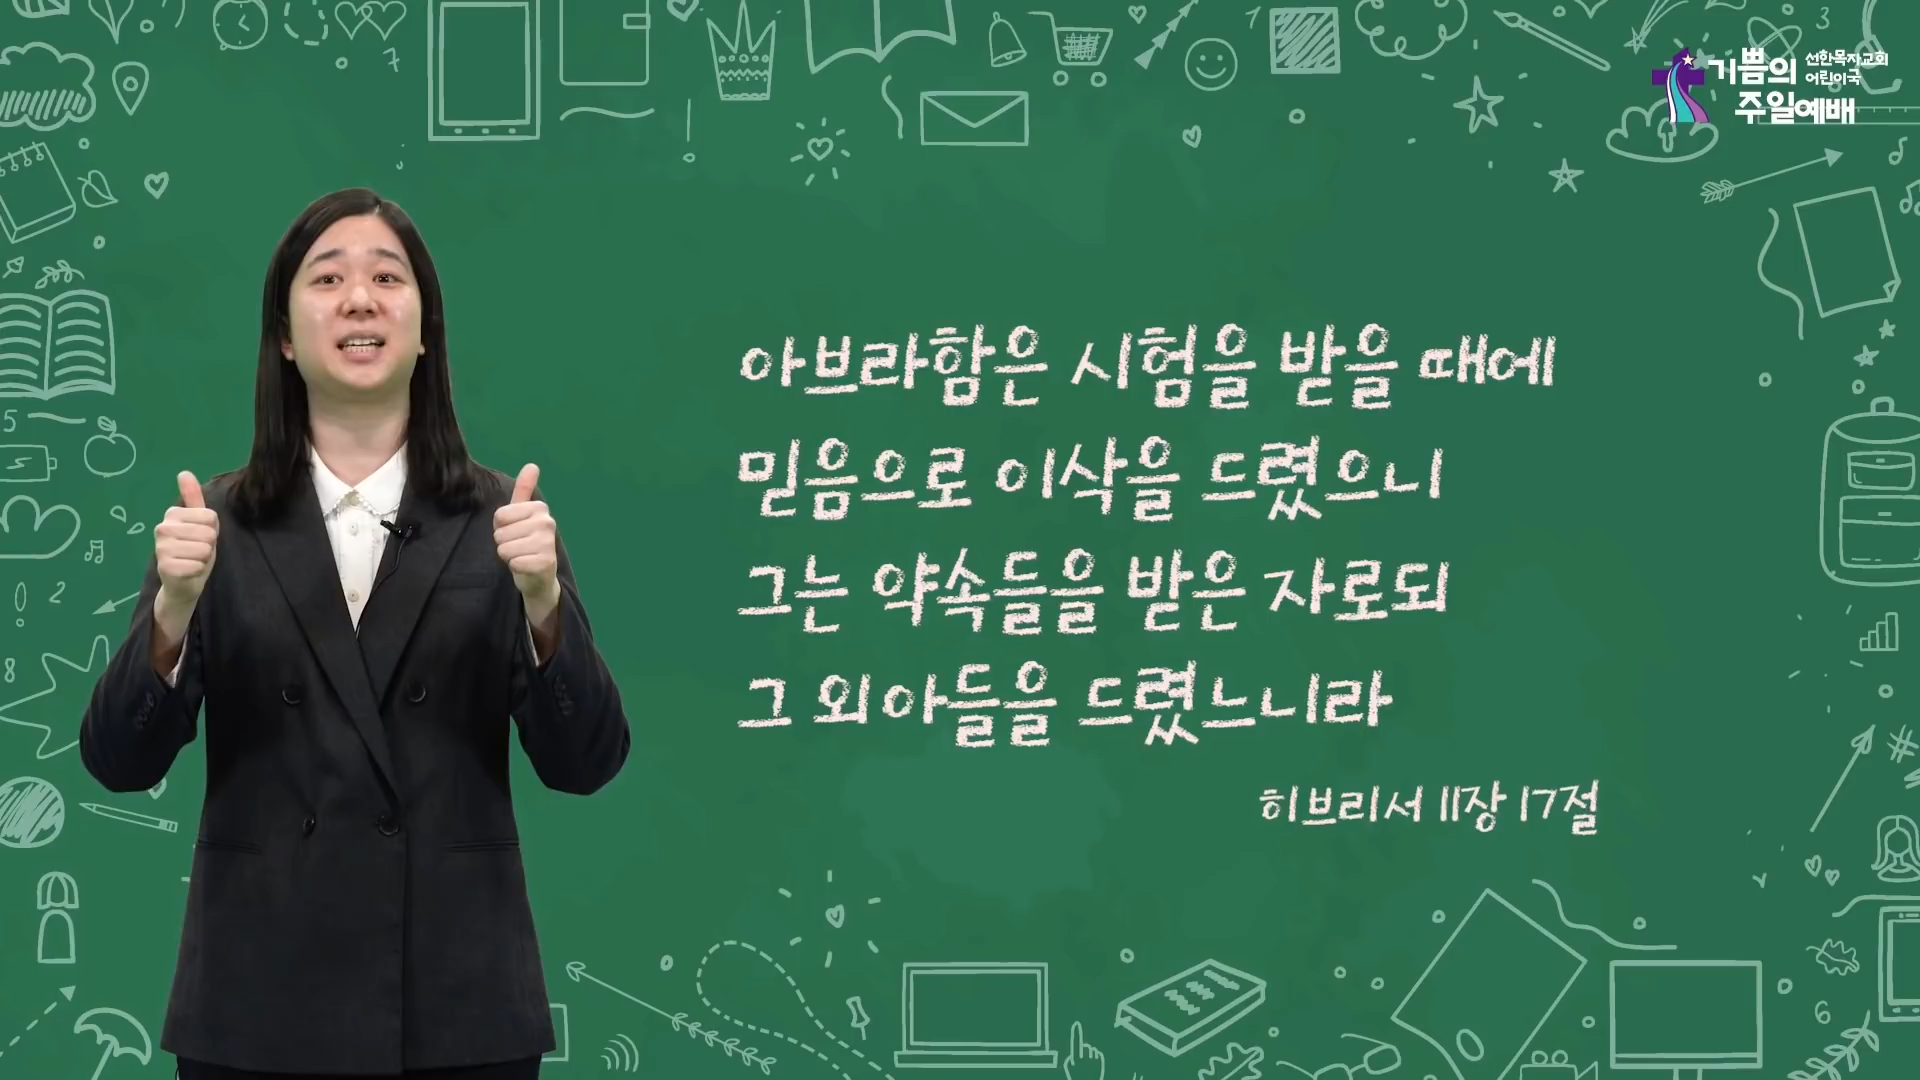 기쁨의 선한목자교회
어린이국
주일예배
아브라함은 시험을 받을 때에
믿음으로 이삭을 드렸으니
그는 약속들을 받은 자로되
그 외아들을 드렸느니라
히브리서 11장 17절